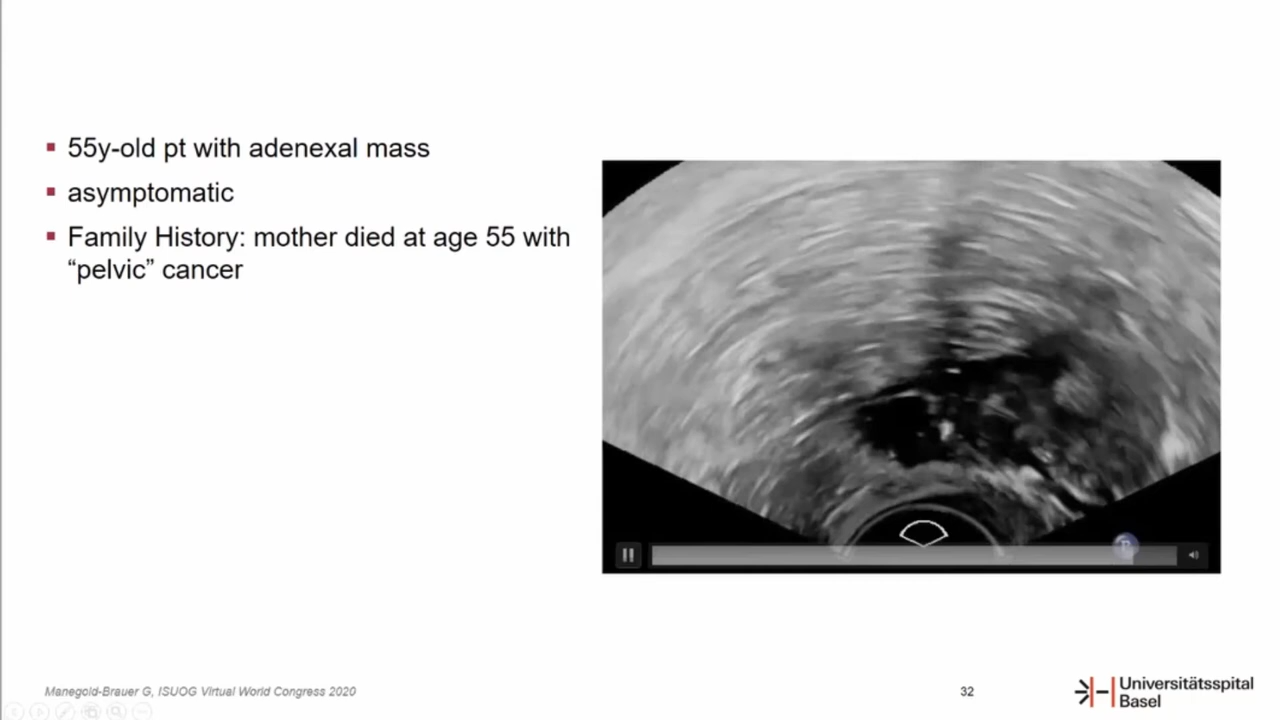 55y-old pt with adenexal mass
asymptomatic
Family History: mother died at age 55 with
“pelvic” cancer
Manegold-Brauer G, ISUOG Virtual World Congress 2020
32
Universitätsspital
Basel